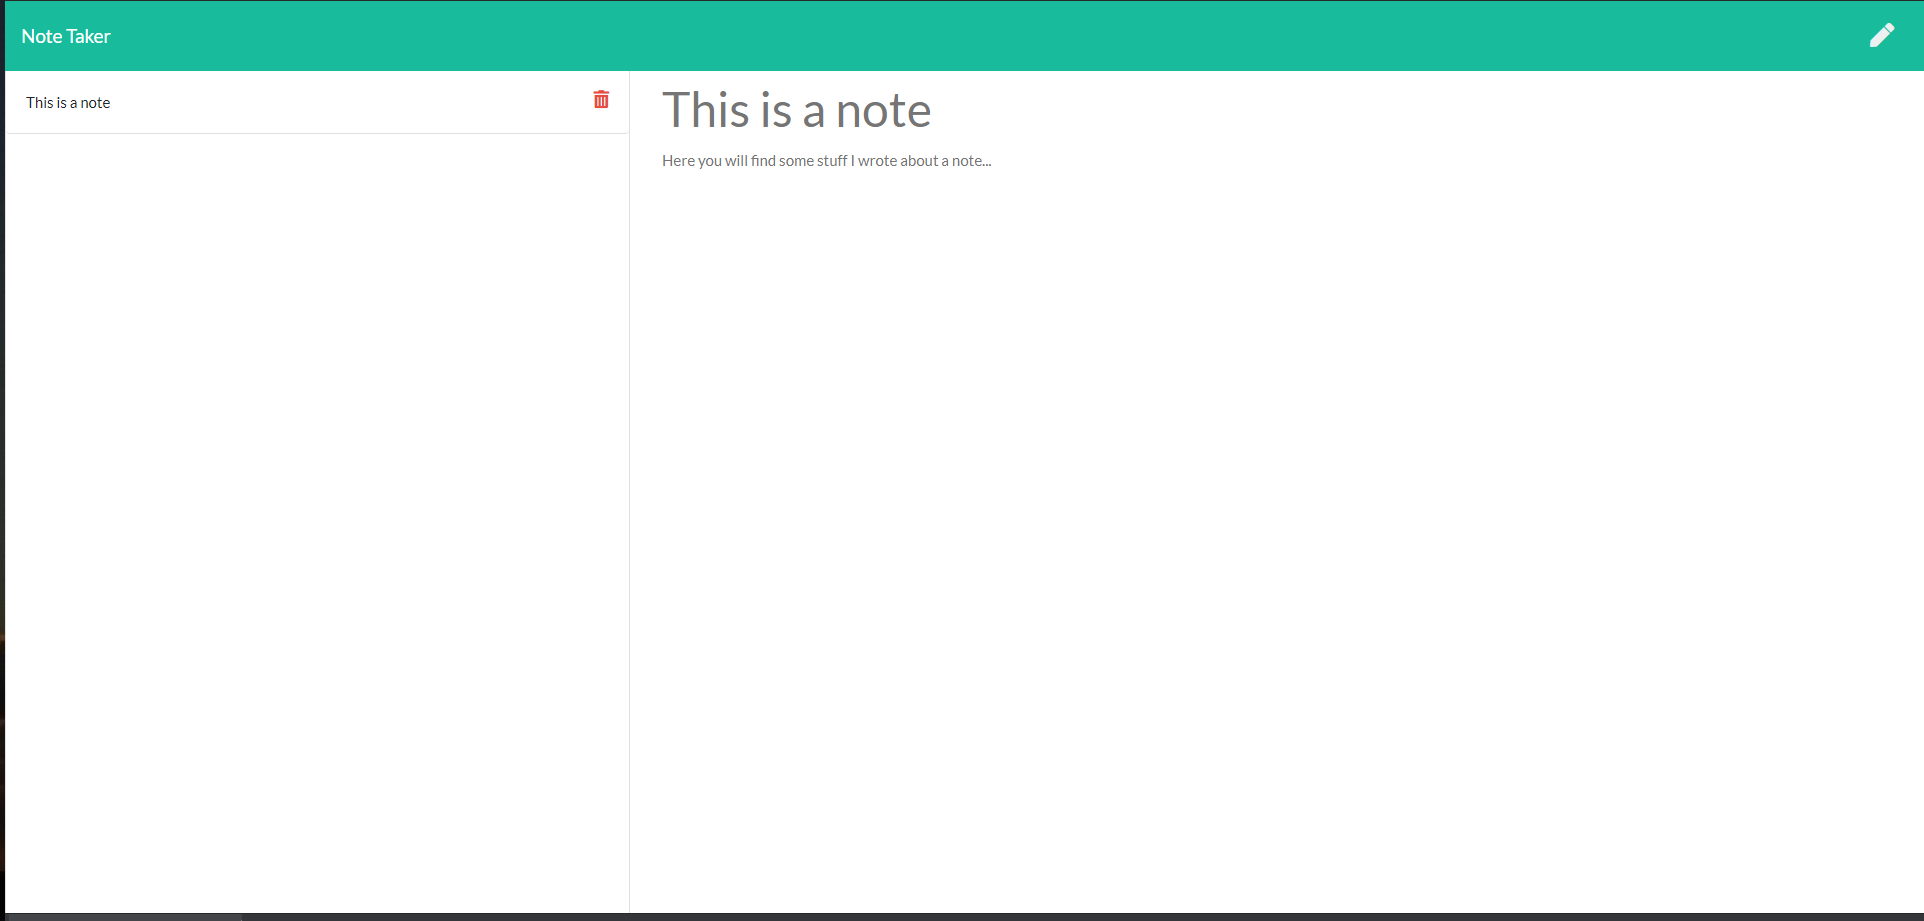 Note Taker
This is a note
This is a note
Here you will find some stuff I wrote about a note...